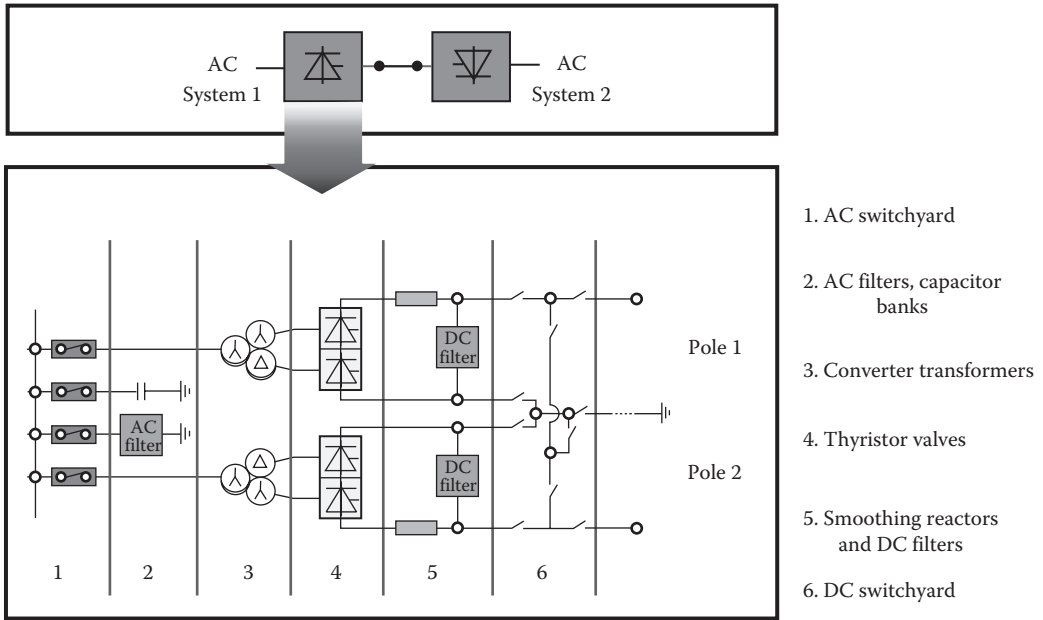 AC
System 1
AC
System 2
1. AC switchyard
2. AC filters, capacitor
banks
3. Converter transformers
4. Thyristor valves
5. Smoothing reactors
and DC filters
6. DC switchyard
DC
filter
Pole 1
AC
filter
DC
filter
Pole 2
1 2 3 4 5 6